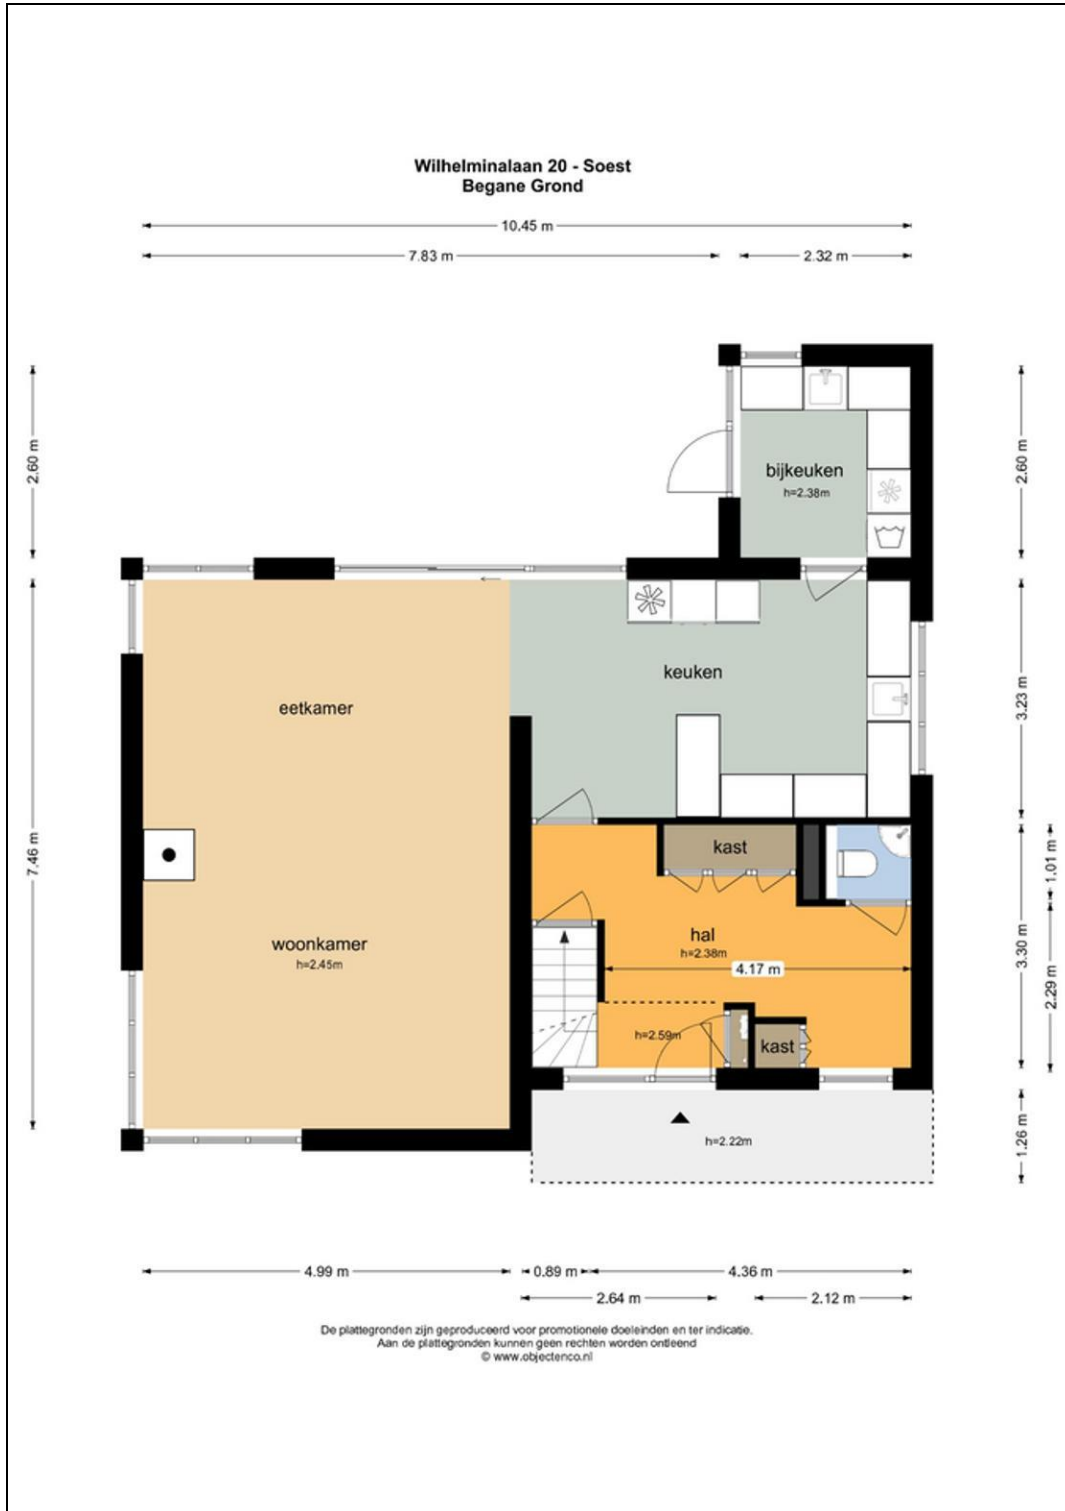 Wilhelminalaan 20 - Soest
Begane Grond
10.45 m
7.83 m
2.32 m
2.60 m
2.60 m
bijkeuken
h=2.38m
keuken
3.23 m
eetkamer
7.46 m
kast
1.01 m
woonkamer
h=2.45m
hal
h=2.38m
4.17 m
3.30 m
2.29 m
h=2.59m
kast
h=2.22m
1.26 m
4.99 m
0.89 m
4.36 m
2.64 m
2.12 m
De plattegronden zijn geproduceerd voor promotionele doeleinden en ter indicatie.
Aan de plattegronden kunnen geen rechten worden ontleend
© www.objectenco.nl